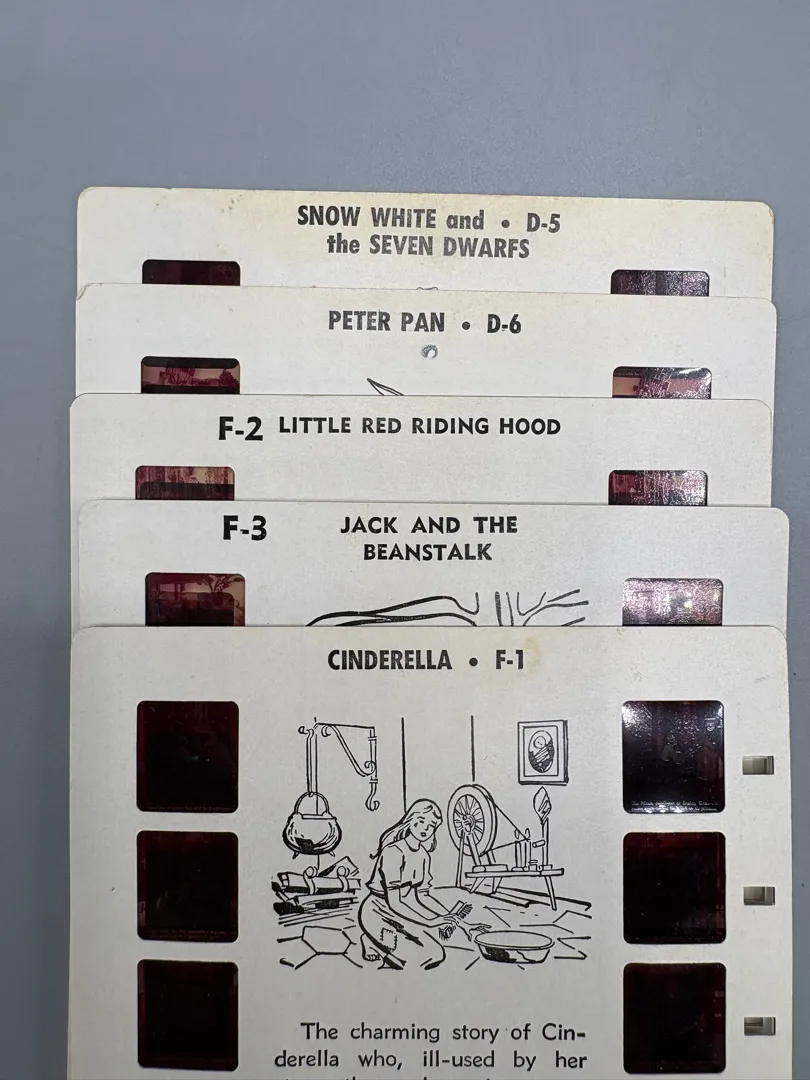 SNOW WHITE and • D-5
the SEVEN DWARFS
PETER PAN • D-6
F-2 LITTLE RED RIDING HOOD
F-3 JACK AND THE
BEANSTALK
CINDERELLA • F-1
The charming story of Cin-
derella who, ill-used by her